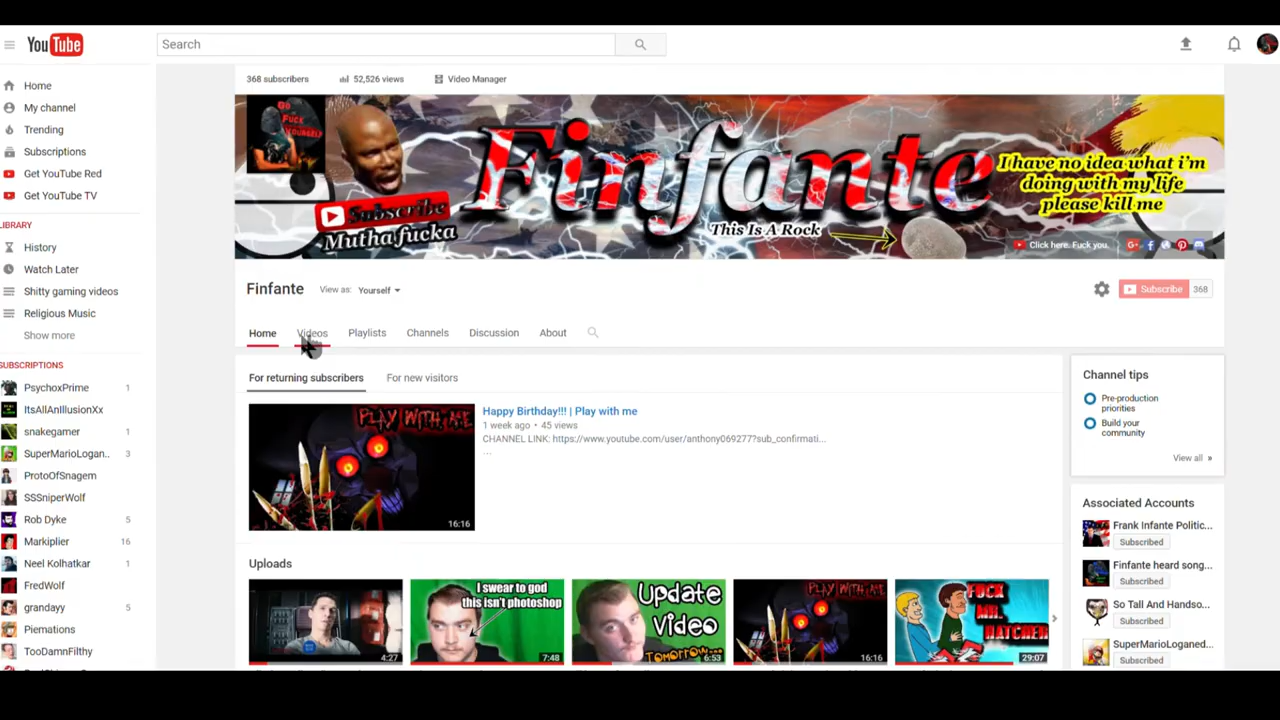 YouTube
Search
368 subscribers
52,526 views
Video Manager
Home
My channel
Trending
Subscriptions
Get YouTube Red
Get YouTube TV
LIBRARY
History
Watch Later
Shitty gaming videos
Religious Music
Show more
SUBSCRIPTIONS
PsychoxPrime 1
ItsAllAnIllusionXx
snakegamer 1
SuperMarioLogan.. 3
ProtoOfSnagem
SSSniperWolf
Rob Dyke 5
Markiplier 16
Neel Kolhatkar 1
FredWolf
grandayy 5
Piemations
TooDamnFilthy
Go
Fuck
Yourself
Subscribe
Muthafucka
Finfante
This Is A Rock
I have no idea what i'm
doing with my life
please kill me
Click here. Fuck you.
Finfante
View as: Yourself
Subscribe 368
Home
Videos
Playlists
Channels
Discussion
About
For returning subscribers
For new visitors
PLAY WITH ME
16:16
Happy Birthday!!! | Play with me
1 week ago • 45 views
CHANNEL LINK: https://www.youtube.com/user/anthony069277?sub_confirmati...
...
Uploads
4:27
I swear to god
this isn't photoshop
7:48
Update
Video
TOMORROW...
6:53
PLAY WITH ME
16:16
FUCK
MR.
HATCHER
29:07
Channel tips
Pre-production
priorities
Build your
community
View all »
Associated Accounts
Frank Infante Politic...
Subscribed
Finfante heard song...
Subscribed
So Tall And Handso...
Subscribed
SuperMarioLoganed...
Subscribed